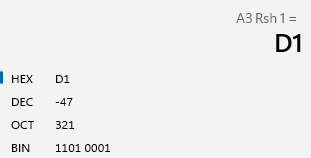 A3 Rsh 1 =
D1
HEX D1
DEC -47
OCT 321
BIN 1101 0001